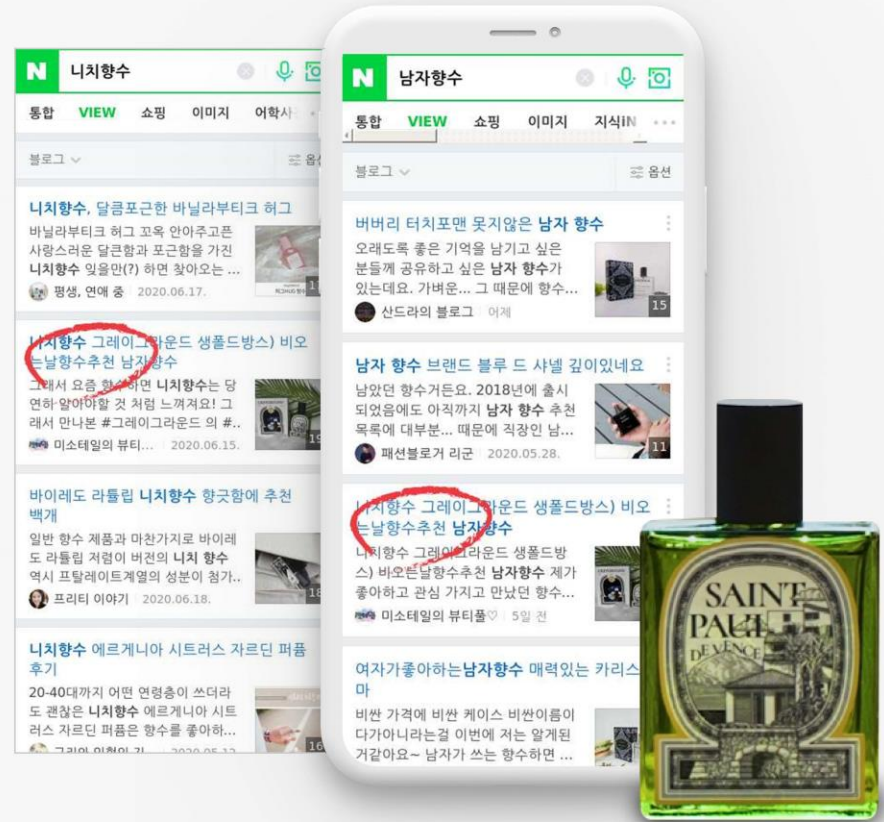 N 니치향수
통합 VIEW 쇼핑 이미지 어학사
블로그 옵
니치향수, 달콤포근한 바닐라부티크 허그
바닐라부티크 허그 꼬옥 안아주고픈
사랑스러운 달큰함과 포근함을 가진
니치향수 잊을만(?) 하면 찾아오는 ...
평생, 연애 중 2020.06.17.
니치향수 그레이그라운드 생폴드방스) 비오
는날향수추천 남자향수
그래서 요즘 향수하면 니치향수는 당
연히 알아야할 것 처럼 느껴져요! 그
래서 만나본 #그레이그라운드 의 #..
19
미소테일의 뷰티... 2020.06.15.
바이레도 라튤립 니치향수 향긋함에 추천
백개
일반 향수 제품과 마찬가지로 바이레
도 라튤립 저렴이 버전의 니치 향수
역시 프탈레이트계열의 성분이 첨가..
18
프리티 이야기 2020.06.18.
니치향수 에르게니아 시트러스 자르딘 퍼퓸
후기
20-40대까지 어떤 연령층이 쓰더라
도 괜찮은 니치향수 에르게니아 시트
러스 자르딘 퍼퓸은 향수를 좋아하...
16
N 남자향수
통합 VIEW 쇼핑 이미지 지식iN
블로그 옵션
버버리 터치포맨 못지않은 남자 향수
오래도록 좋은 기억을 남기고 싶은
분들께 공유하고 싶은 남자 향수가
있는데요. 가벼운... 그 때문에 향수...
15
산드라의 블로그 어제
남자 향수 브랜드 블루 드 샤넬 깊이있네요
남았던 향수거든요. 2018년에 출시
되었음에도 아직까지 남자 향수 추천
목록에 대부분... 때문에 직장인 남...
11
패션블로거 리군 2020.05.28.
니치향수 그레이그라운드 생폴드방스) 비오
는날향수추천 남자향수
니치향수 그레이그라운드 생폴드방
스) 비오는날향수추천 남자향수 제가
좋아하고 관심 가지고 만났던 향수...
미소테일의 뷰티풀♡ 5일 전
여자가좋아하는남자향수 매력있는 카리스
마
비싼 가격에 비싼 케이스 비싼이름이
다가아니라는걸 이번에 저는 알게된
거같아요~ 남자가 쓰는 향수하면 ...
SAINT
PAUL
DE VENCE